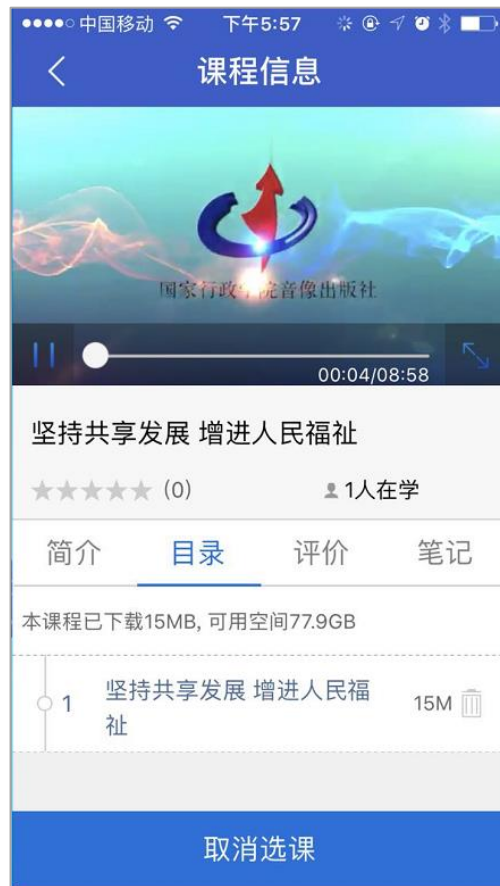 中国移动 下午5:57
课程信息
国家行政学院音像出版社
00:04/08:58
坚持共享发展 增进人民福祉
(0) 1人在学
简介 目录 评价 笔记
本课程已下载15MB, 可用空间77.9GB
1 坚持共享发展 增进人民福
祉
15M
取消选课